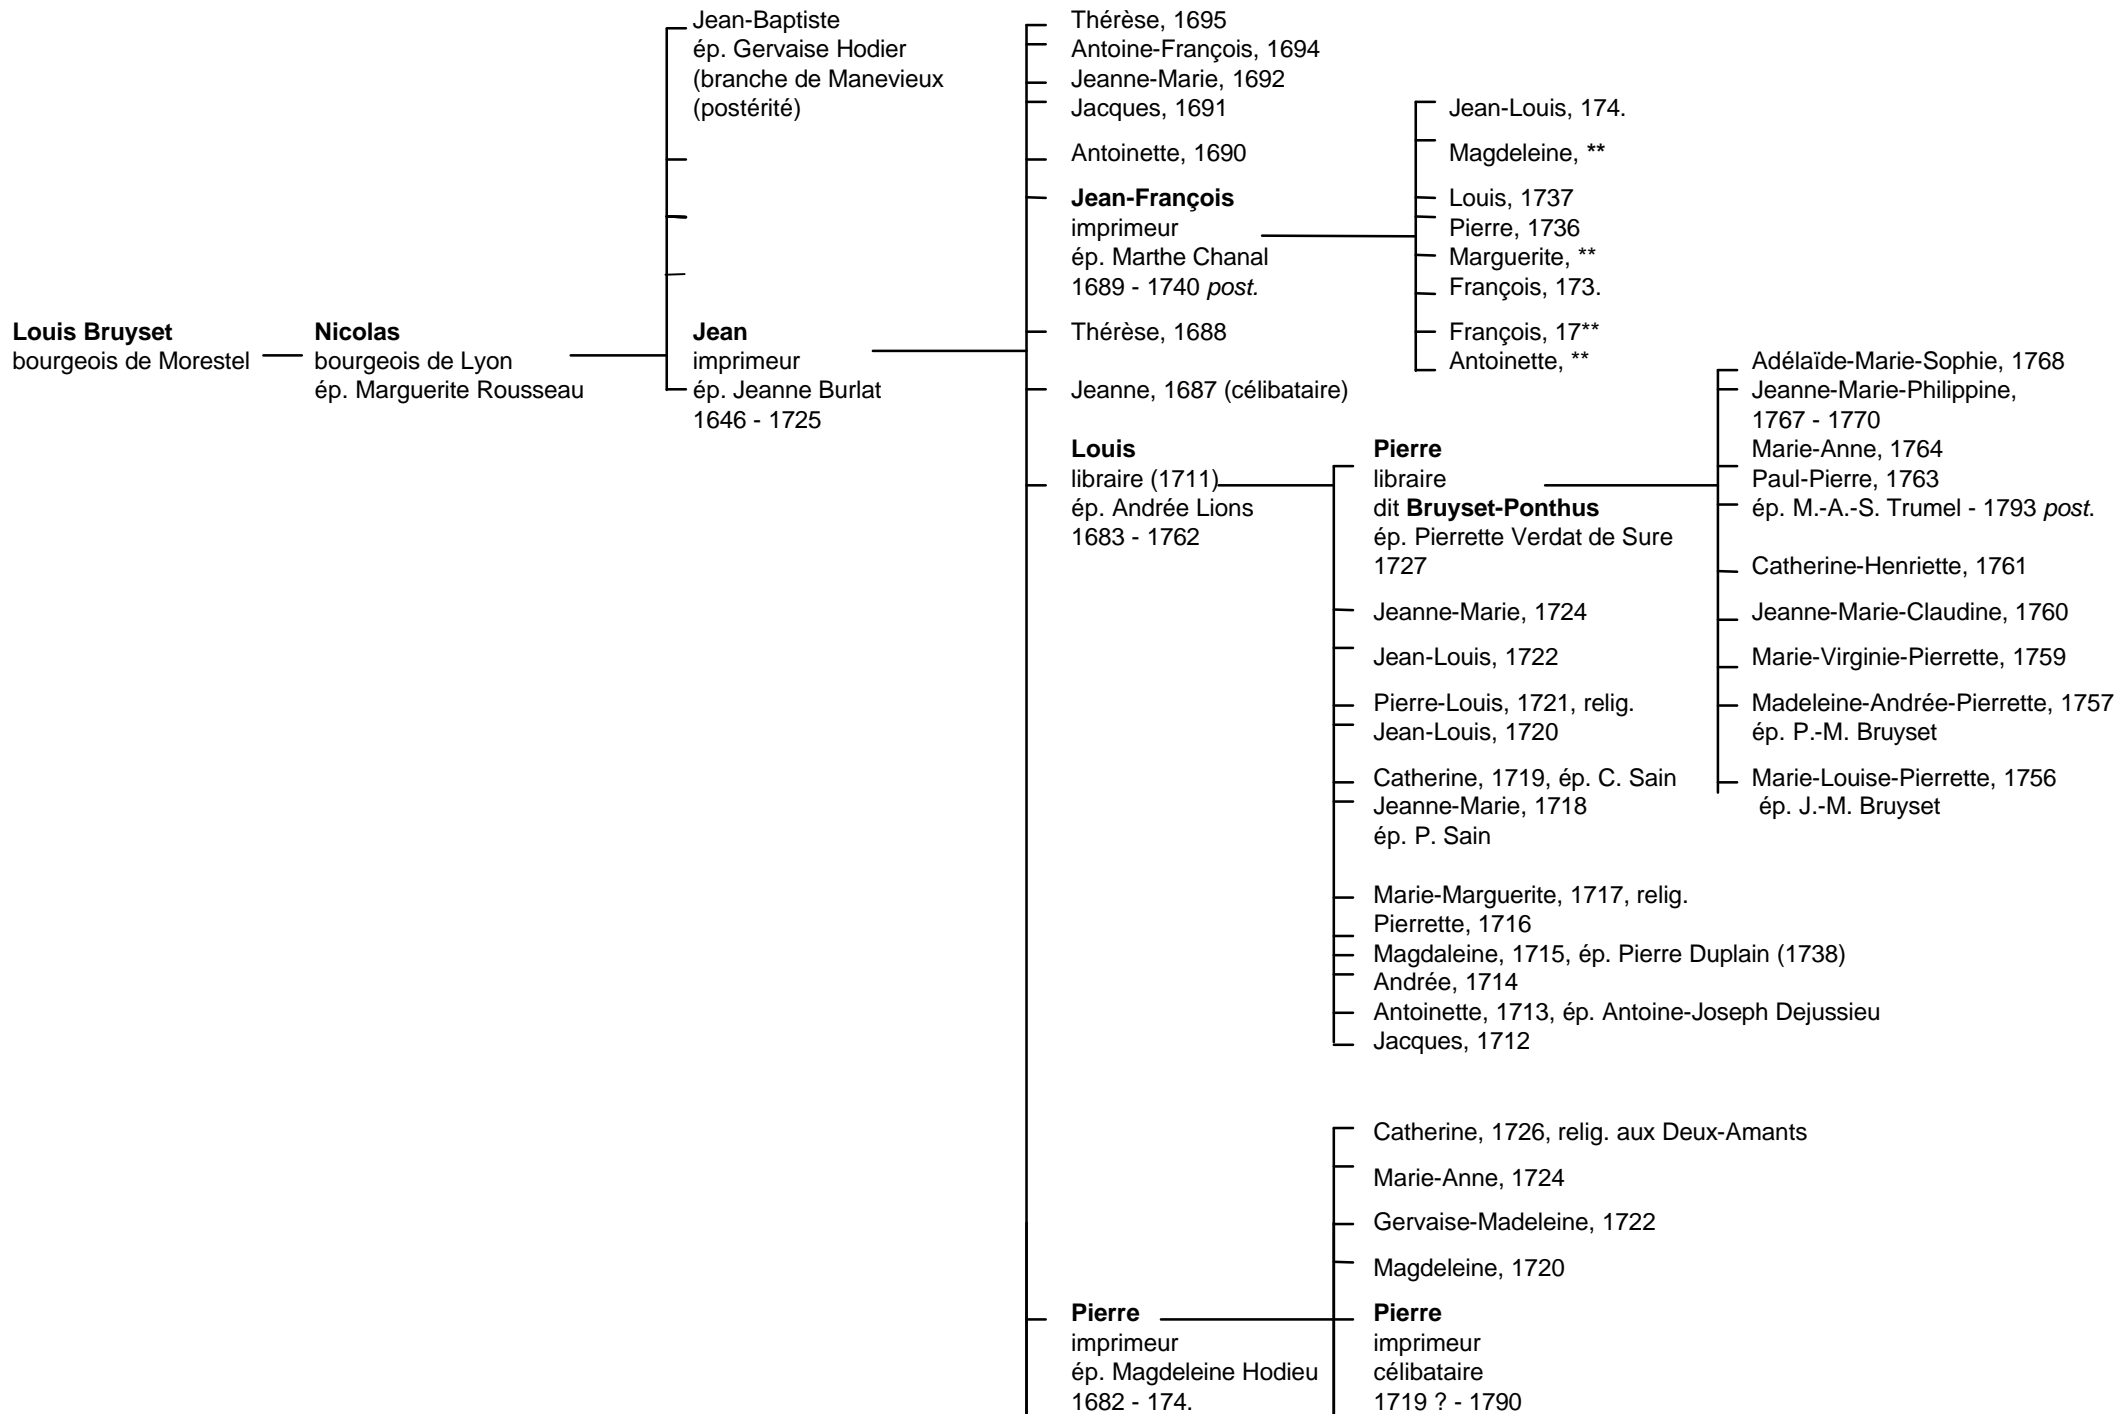 Louis Bruyset
bourgeois de Morestel
Nicolas
bourgeois de Lyon
ép. Marguerite Rousseau
Jean-Baptiste
ép. Gervaise Hodier
(branche de Manevieux
(postérité)
Jean
imprimeur
ép. Jeanne Burlat
1646 - 1725
Thérèse, 1695
Antoine-François, 1694
Jeanne-Marie, 1692
Jacques, 1691
Antoinette, 1690
Jean-François
imprimeur
ép. Marthe Chanal
1689 - 1740 post.
Thérèse, 1688
Jeanne, 1687 (célibataire)
Louis
libraire (1711)
ép. Andrée Lions
1683 - 1762
Pierre
imprimeur
ép. Magdeleine Hodieu
1682 - 174.
Jean-Louis, 174.
Magdeleine, **
Louis, 1737
Pierre, 1736
Marguerite, **
François, 173.
François, 17**
Antoinette, **
Pierre
libraire
dit Bruyset-Ponthus
ép. Pierrette Verdat de Sure
1727
Jeanne-Marie, 1724
Jean-Louis, 1722
Pierre-Louis, 1721, relig.
Jean-Louis, 1720
Catherine, 1719, ép. C. Sain
Jeanne-Marie, 1718
ép. P. Sain
Marie-Marguerite, 1717, relig.
Pierrette, 1716
Magdaleine, 1715, ép. Pierre Duplain (1738)
Andrée, 1714
Antoinette, 1713, ép. Antoine-Joseph Dejussieu
Jacques, 1712
Catherine, 1726, relig. aux Deux-Amants
Marie-Anne, 1724
Gervaise-Madeleine, 1722
Magdeleine, 1720
Pierre
imprimeur
célibataire
1719 ? - 1790
Adélaïde-Marie-Sophie, 1768
Jeanne-Marie-Philippine,
1767 - 1770
Marie-Anne, 1764
Paul-Pierre, 1763
ép. M.-A.-S. Trumel - 1793 post.
Catherine-Henriette, 1761
Jeanne-Marie-Claudine, 1760
Marie-Virginie-Pierrette, 1759
Madeleine-Andrée-Pierrette, 1757
ép. P.-M. Bruyset
Marie-Louise-Pierrette, 1756
ép. J.-M. Bruyset